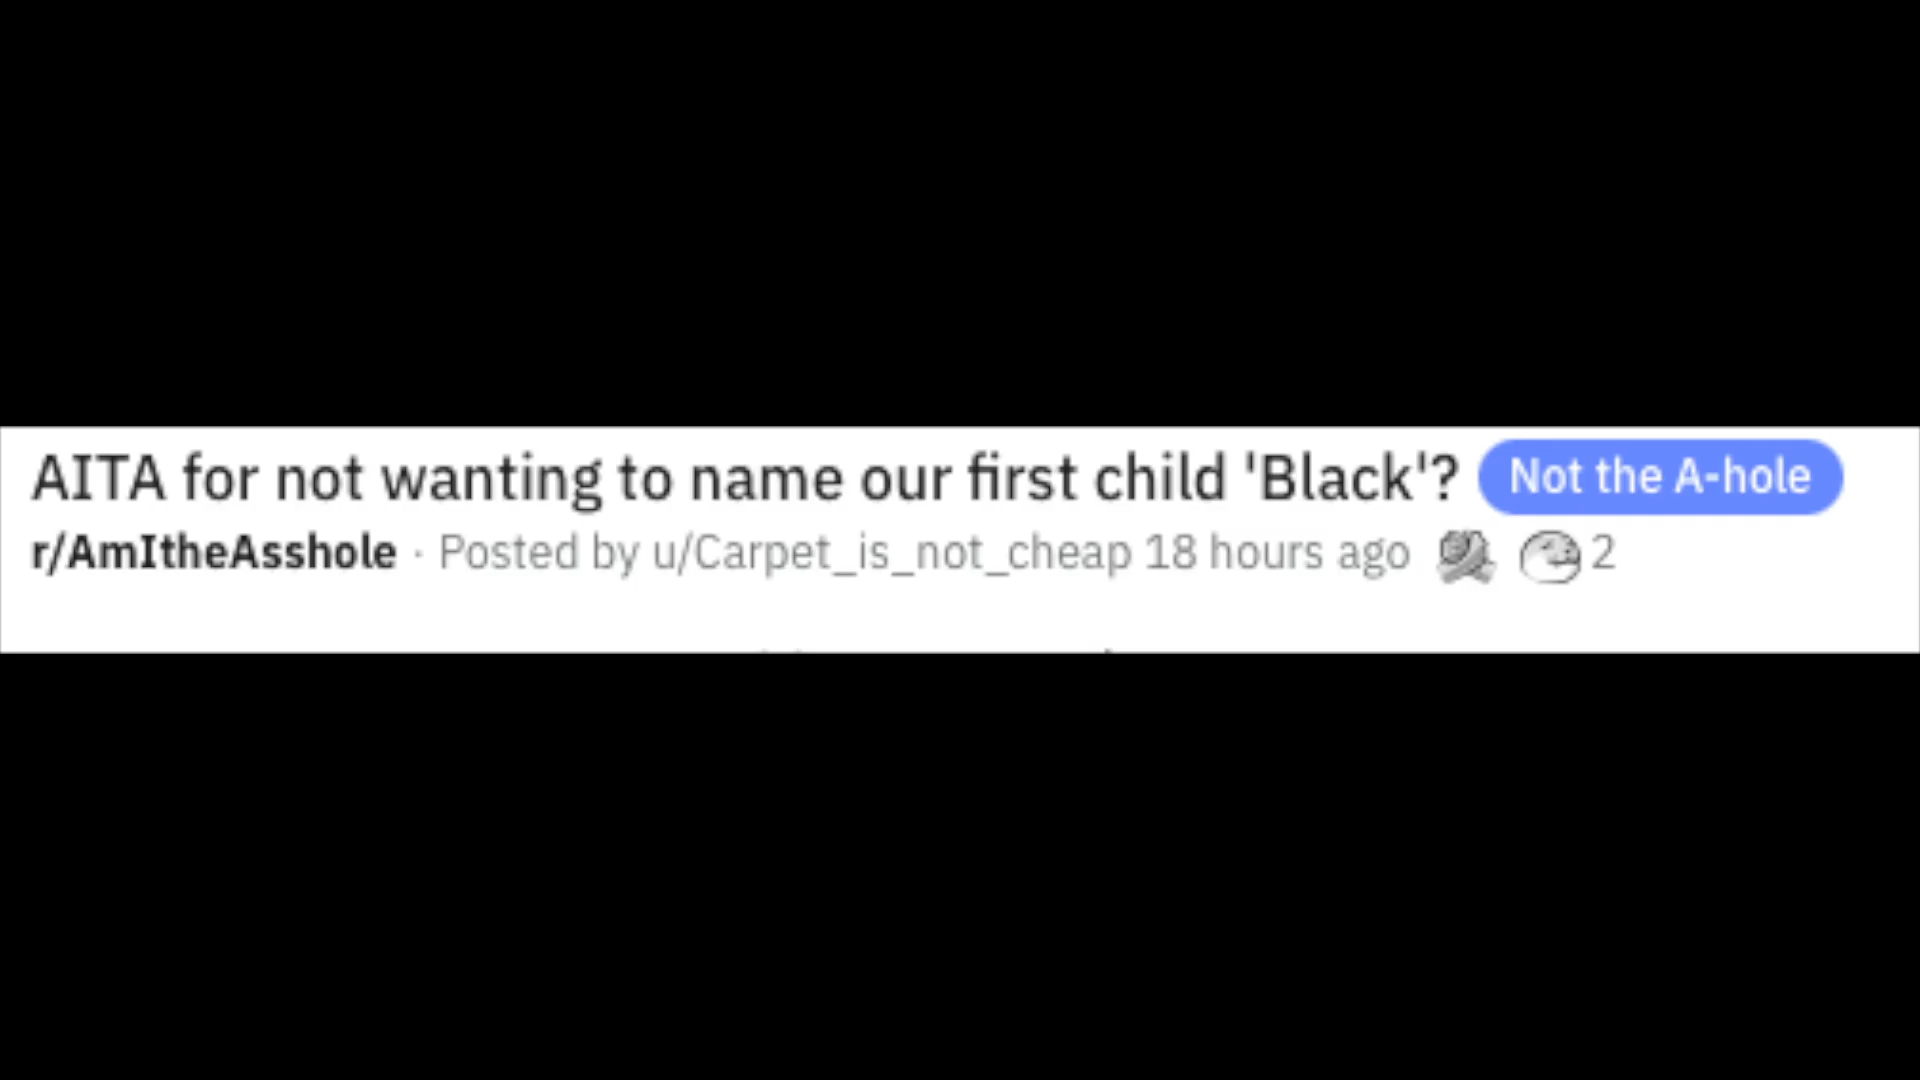 AITA for not wanting to name our first child 'Black'? Not the A-hole
r/AmItheAsshole · Posted by u/Carpet_is_not_cheap 18 hours ago 2